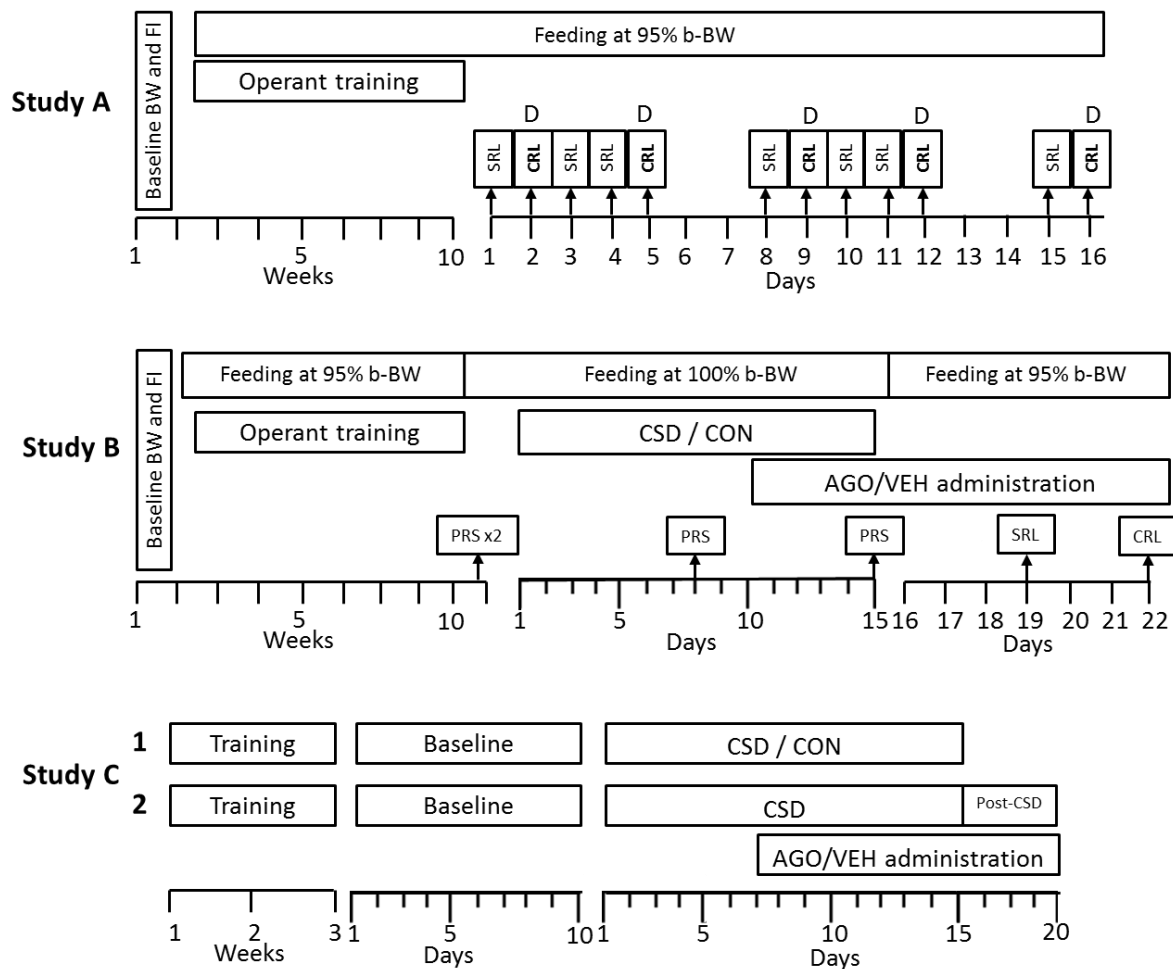 Study A
Baseline BW and FI
Feeding at 95% b-BW
Operant training
D D D D D
SRL CRL SRL SRL CRL SRL CRL SRL SRL CRL SRL CRL
1 5 10 1 2 3 4 5 6 7 8 9 10 11 12 13 14 15 16
Weeks Days
Study B
Baseline BW and FI
Feeding at 95% b-BW Feeding at 100% b-BW Feeding at 95% b-BW
Operant training CSD / CON
AGO/VEH administration
PRS x2 PRS PRS SRL CRL
1 5 10 1 5 10 15 16 17 18 19 20 21 22
Weeks Days Days
Study C
1 Training Baseline CSD / CON
2 Training Baseline CSD Post-CSD
AGO/VEH administration
1 2 3 1 5 10 1 5 10 15 20
Weeks Days Days